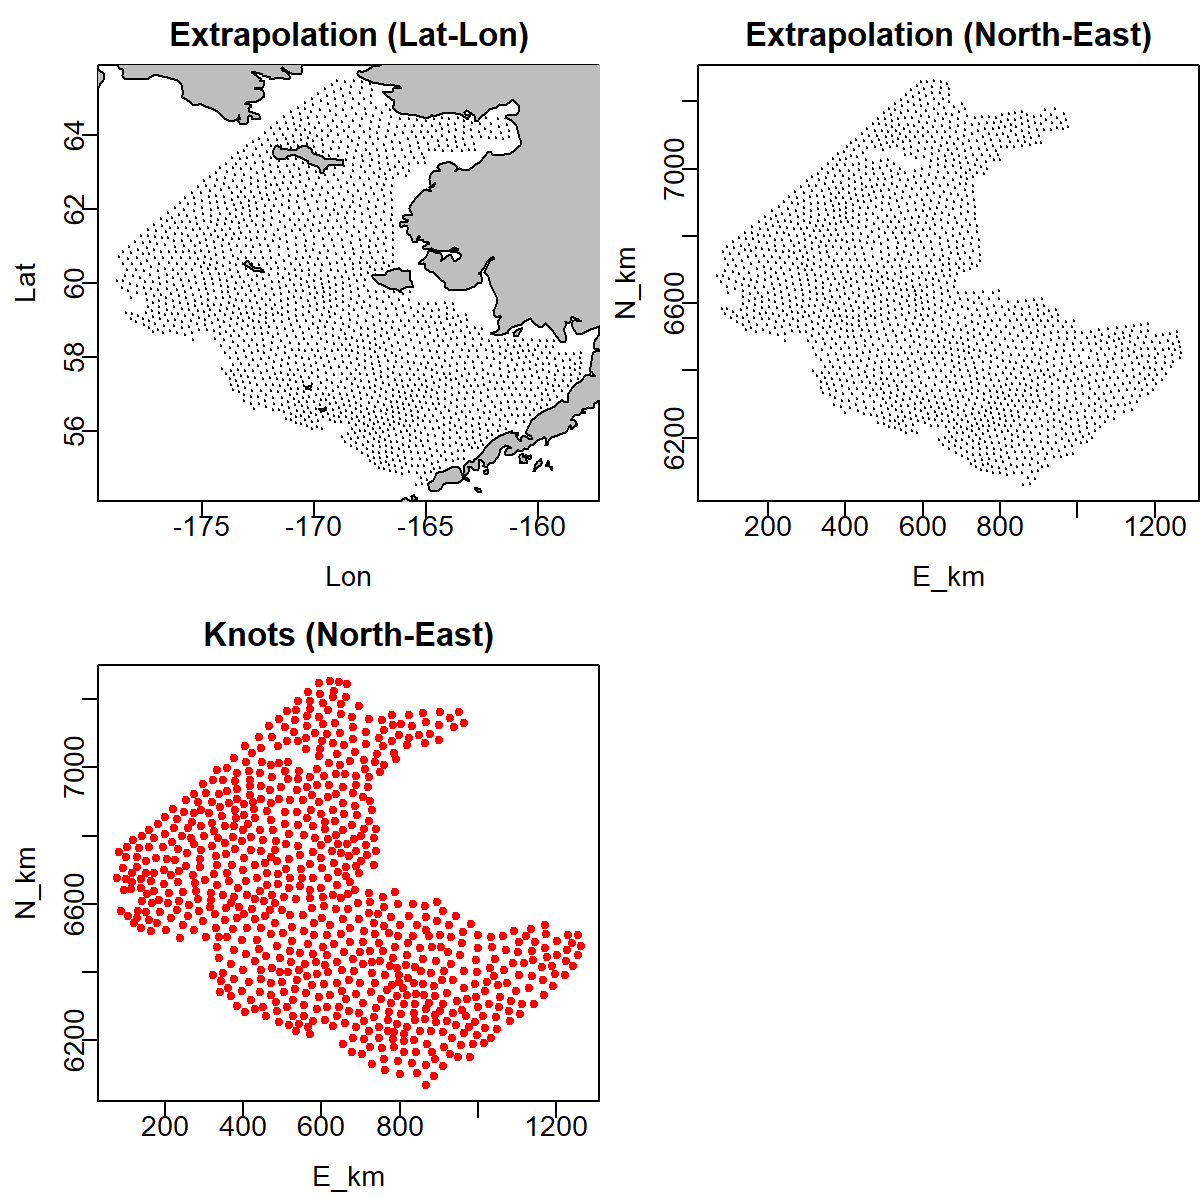 Extrapolation (Lat-Lon)
Lat
64
62
60
58
56
-175 -170 -165 -160
Lon
Extrapolation (North-East)
N_km
7000
6600
6200
200 400 600 800 1200
E_km
Knots (North-East)
N_km
7000
6600
6200
200 400 600 800 1200
E_km